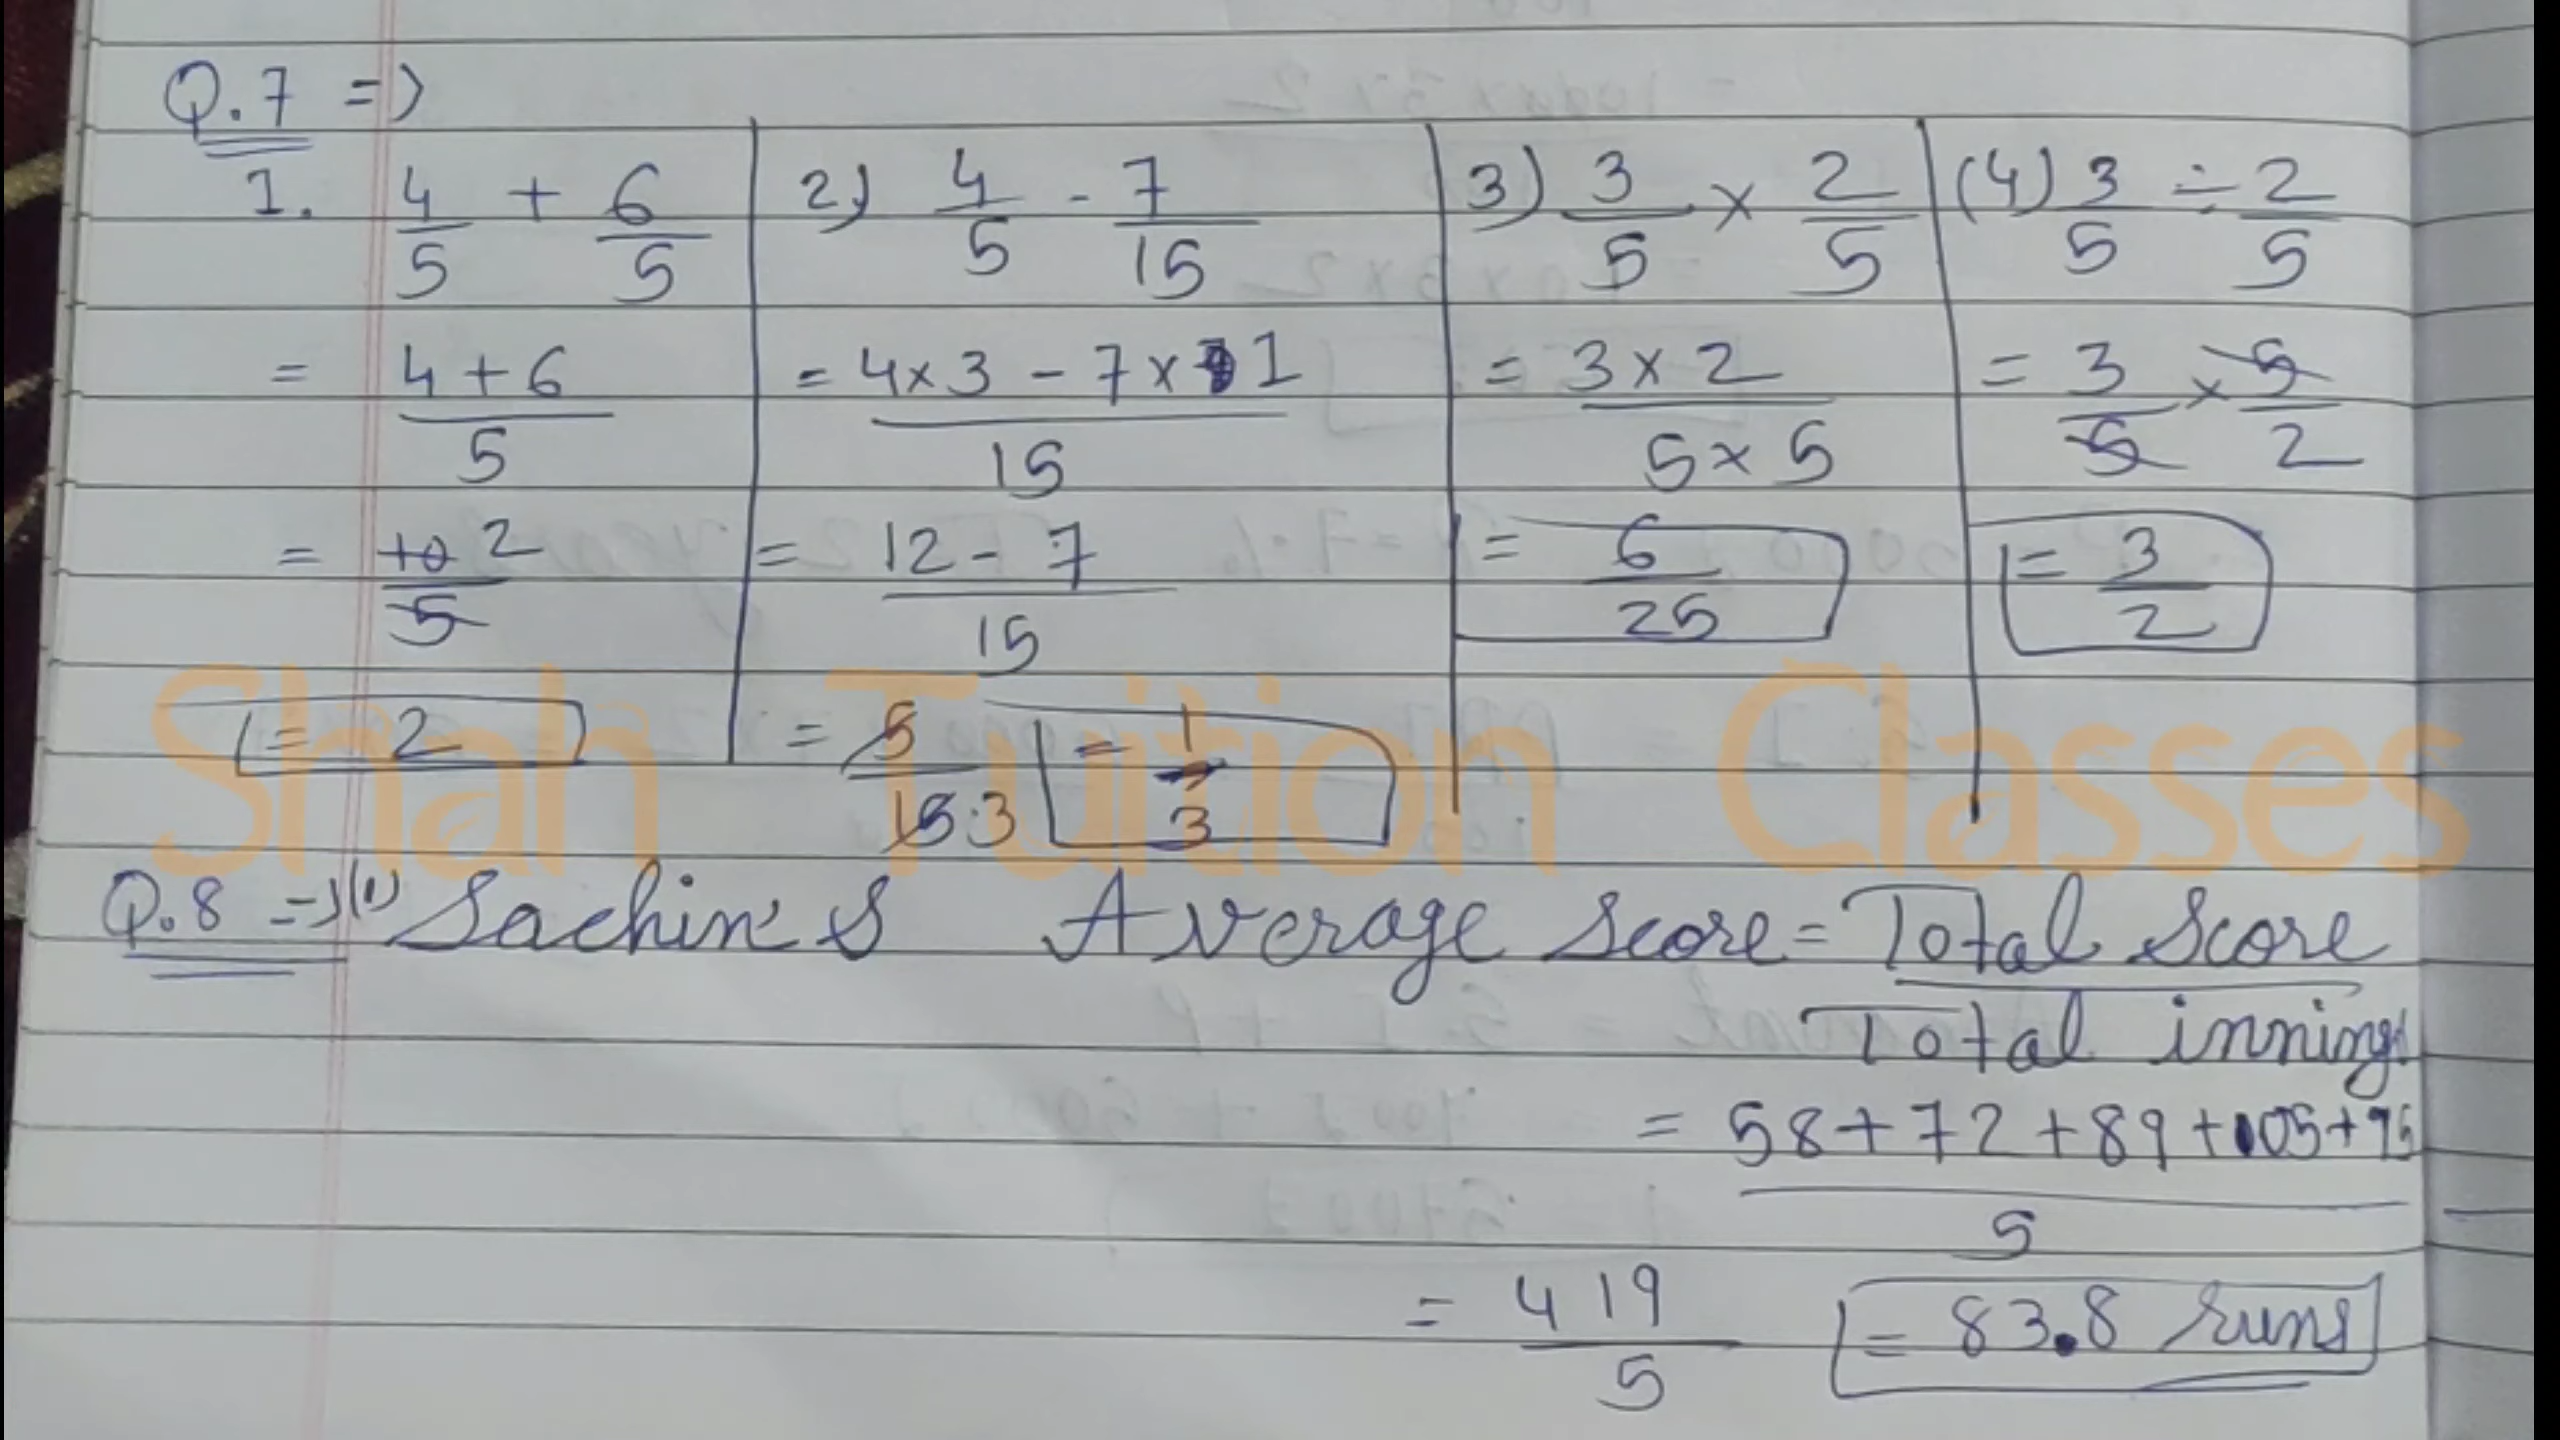 Q.7 =>
1. 4/5 + 6/5
= 4+6/5
= 10/5 2
= 2
2) 4/5 - 7/15
= 4×3 - 7×1/15
= 12-7/15
= 5/15 3 = 1/3
3) 3/5 × 2/5
= 3×2/5×5
= 6/25
(4) 3/5 ÷ 2/5
= 3/5 × 5/2
= 3/2
Shah Tuition Classes
Q.8 => (1) Sachin's Average Score = Total Score
Total inning
= 58+72+89+105+95
5
= 419/5 = 83.8 runs